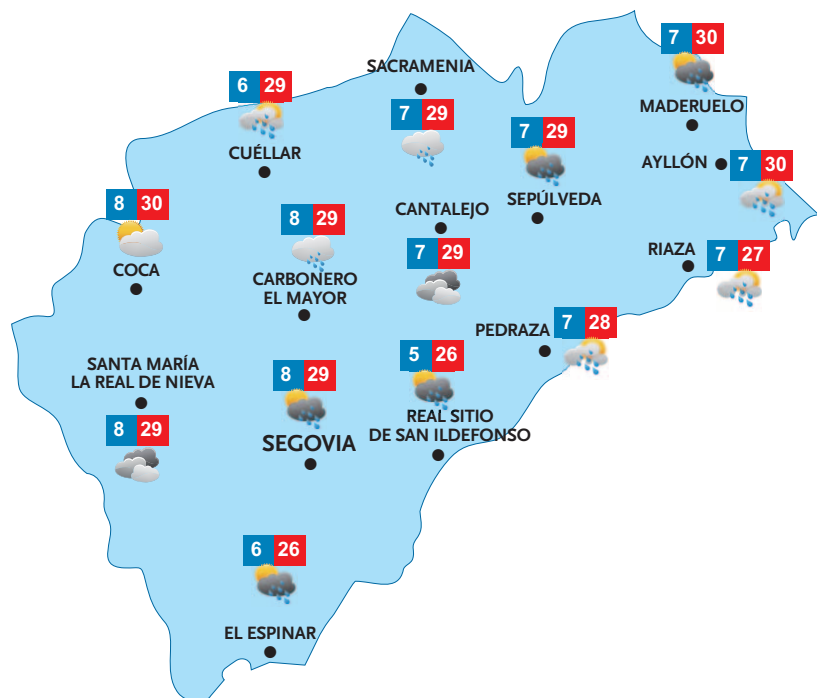 7 30
MADERUELO
SACRAMENIA
7 29
6 29
CUÉLLAR
7 29
SEPÚLVEDA
AYLLÓN
7 30
8 30
COCA
8 29
CARBONERO
EL MAYOR
CANTALEJO
7 29
RIAZA
7 27
PEDRAZA
7 28
SANTA MARÍA
LA REAL DE NIEVA
8 29
8 29
SEGOVIA
5 26
REAL SITIO
DE SAN ILDEFONSO
6 26
EL ESPINAR